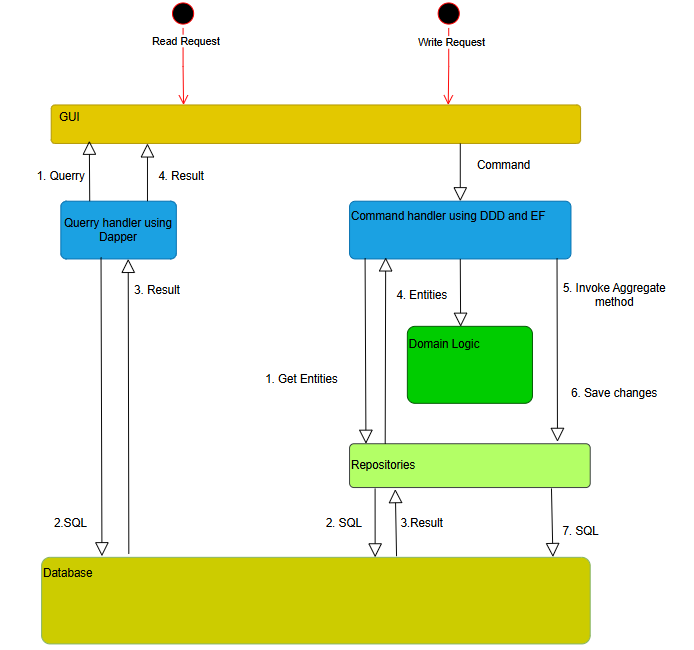 Read Request
Write Request
GUI
1. Querry
4. Result
Command
Querry handler using
Dapper
Command handler using DDD and EF
3. Result
4. Entities
5. Invoke Aggregate
method
Domain Logic
1. Get Entities
6. Save changes
Repositories
2.SQL
2. SQL
3.Result
7. SQL
Database